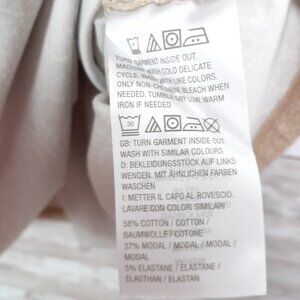 TURN GARMENT INSIDE OUT.
MACHINE WASH COLD DELICATE
CYCLE. WASH WITH LIKE COLORS.
ONLY NON-CHLORINE BLEACH WHEN
NEEDED. TUMBLE DRY LOW. WARM
IRON IF NEEDED
30
GB: TURN GARMENT INSIDE OUT.
WASH WITH SIMILAR COLOURS
D: BEKLEIDUNGSSTÜCK AUF LINKS
WENDEN. MIT ÄHNLICHEN FARBEN
WASCHEN
I: METTER IL CAPO AL ROVESCIO.
LAVARE CON COLORI SIMILARI
58% COTTON / COTTON /
BAUMWOLLE / COTONE
37% MODAL / MODAL / MODAL /
MODAL
5% ELASTANE / ELASTANE /
ELASTHAN / ELASTAN